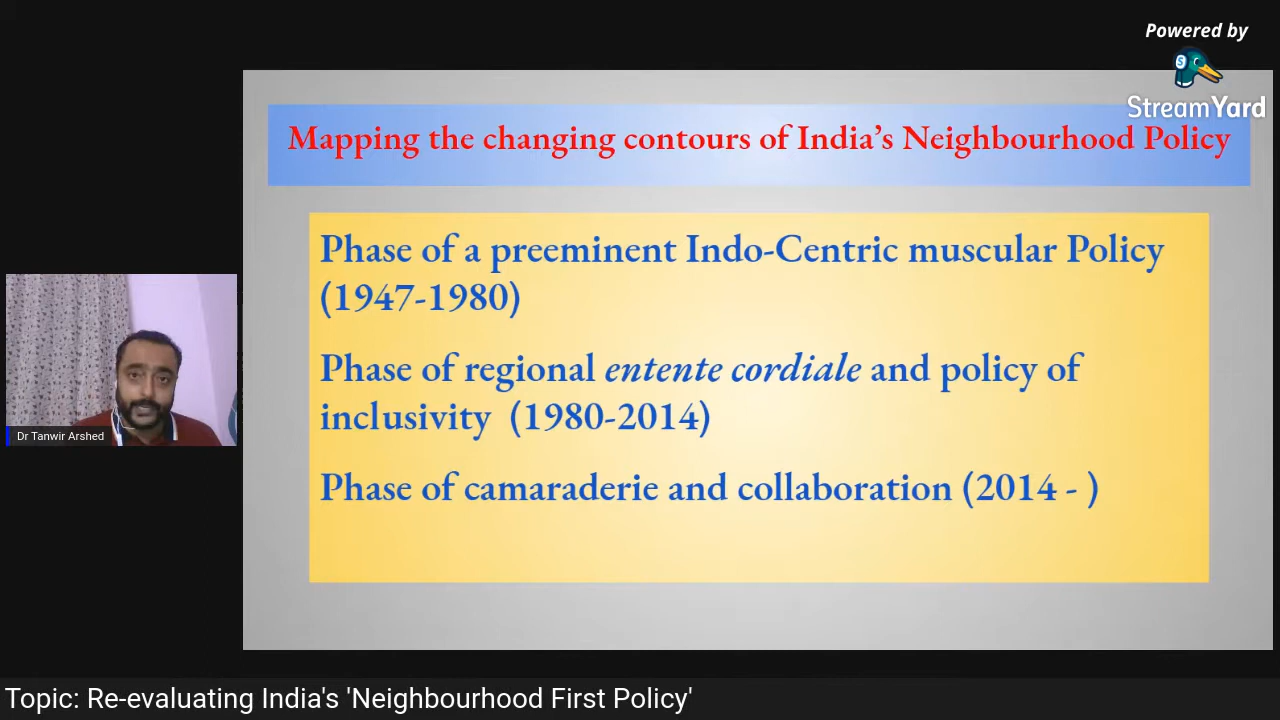 Powered by
StreamYard
Mapping the changing contours of India’s Neighbourhood Policy
Phase of a preeminent Indo-Centric muscular Policy
(1947-1980)
Phase of regional entente cordiale and policy of
inclusivity (1980-2014)
Phase of camaraderie and collaboration (2014 - )
Dr Tanwir Arshed
Topic: Re-evaluating India's 'Neighbourhood First Policy'